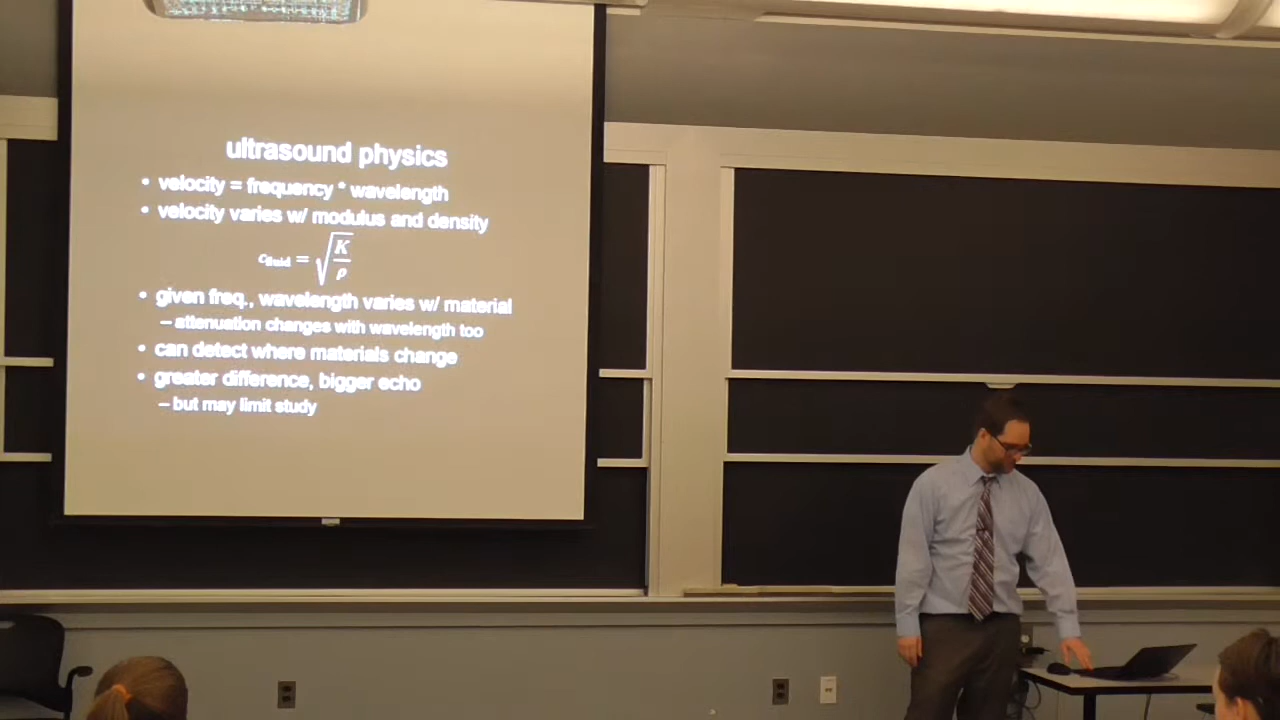 ultrasound physics
• velocity = frequency * wavelength
• velocity varies w/ modulus and density
c_fluid = √(K/ρ)
• given freq., wavelength varies w/ material
– attenuation changes with wavelength too
• can detect where materials change
• greater difference, bigger echo
– but may limit study